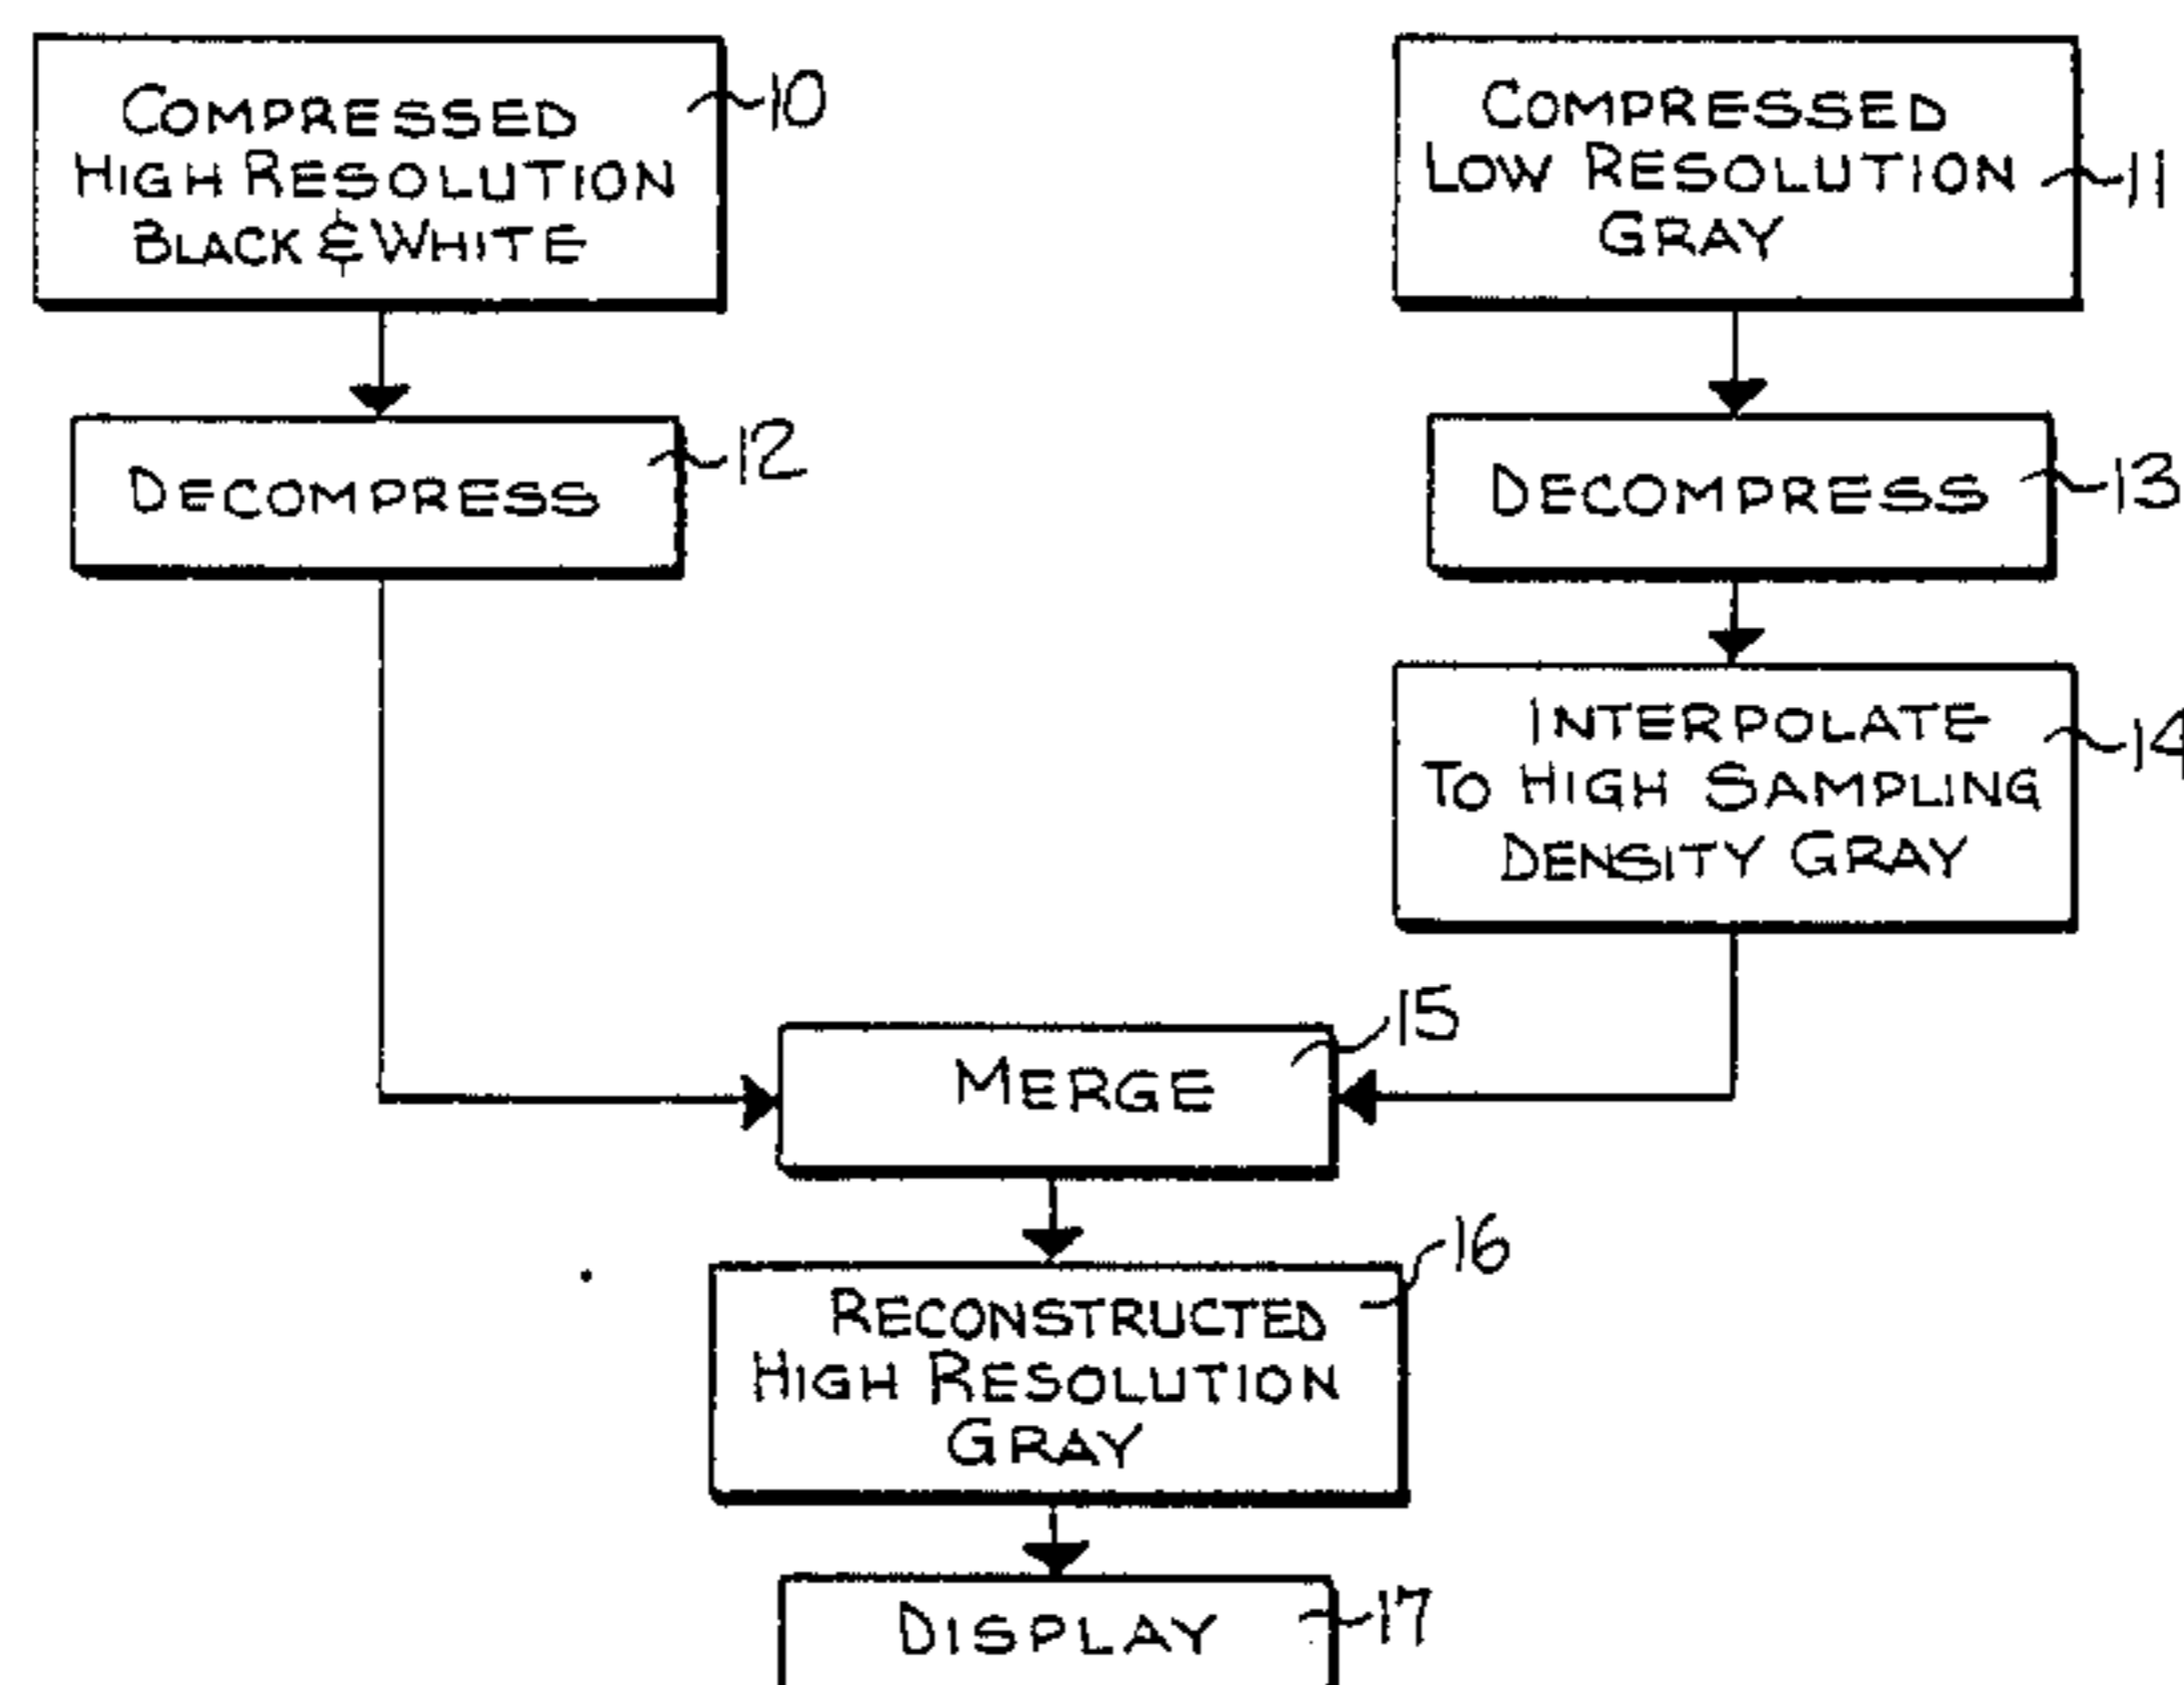 COMPRESSED
HIGH RESOLUTION
BLACK & WHITE
10
COMPRESSED
LOW RESOLUTION
GRAY
11
DECOMPRESS
12
DECOMPRESS
13
INTERPOLATE
TO HIGH SAMPLING
DENSITY GRAY
14
MERGE
15
RECONSTRUCTED
HIGH RESOLUTION
GRAY
16
DISPLAY
17